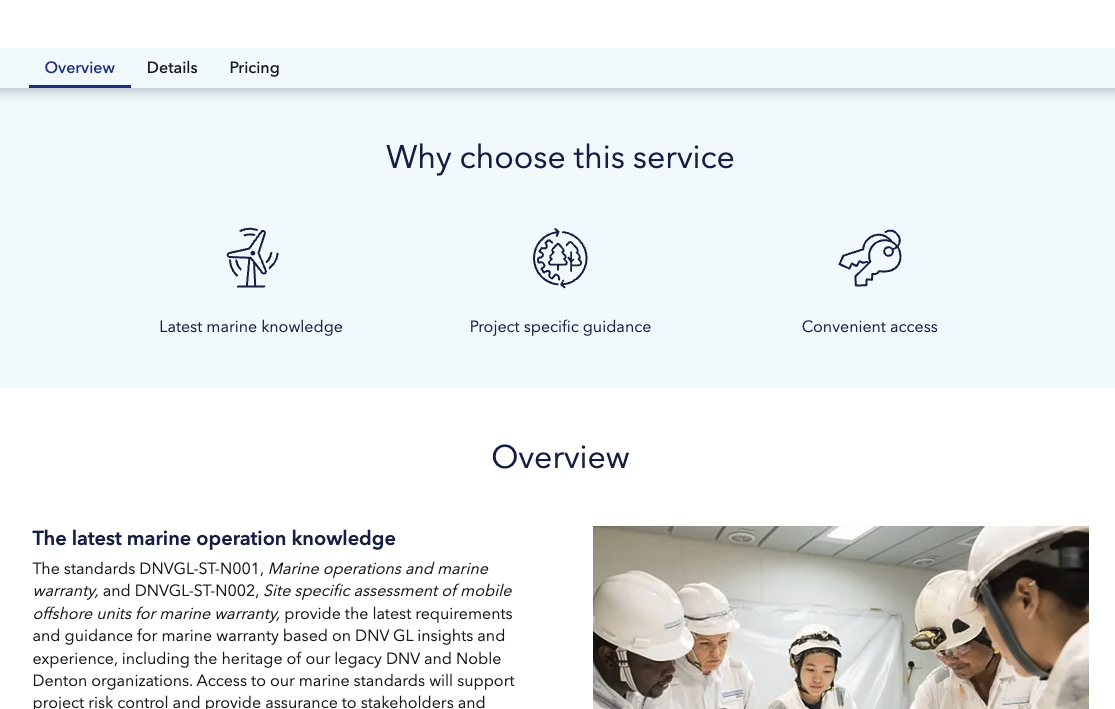 Overview Details Pricing
Why choose this service
Latest marine knowledge Project specific guidance Convenient access
Overview
The latest marine operation knowledge
The standards DNVGL-ST-N001, Marine operations and marine
warranty, and DNVGL-ST-N002, Site specific assessment of mobile
offshore units for marine warranty, provide the latest requirements
and guidance for marine warranty based on DNV GL insights and
experience, including the heritage of our legacy DNV and Noble
Denton organizations. Access to our marine standards will support
project risk control and provide assurance to stakeholders and